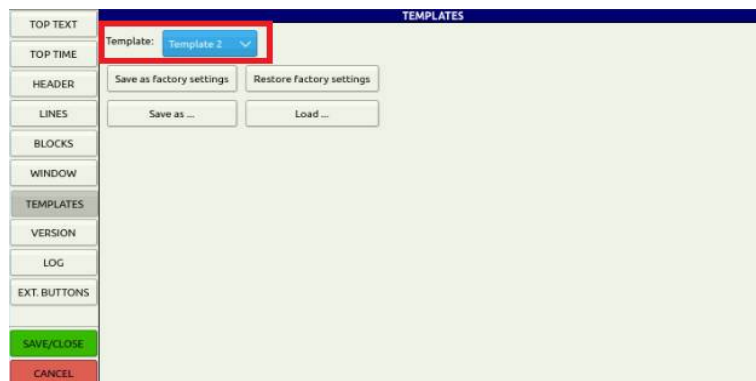 TEMPLATES
TOP TEXT
TOP TIME
HEADER
LINES
BLOCKS
WINDOW
TEMPLATES
VERSION
LOG
EXT. BUTTONS
SAVE/CLOSE
CANCEL
Template: Template 2
Save as factory settings Restore factory settings
Save as ... Load ...